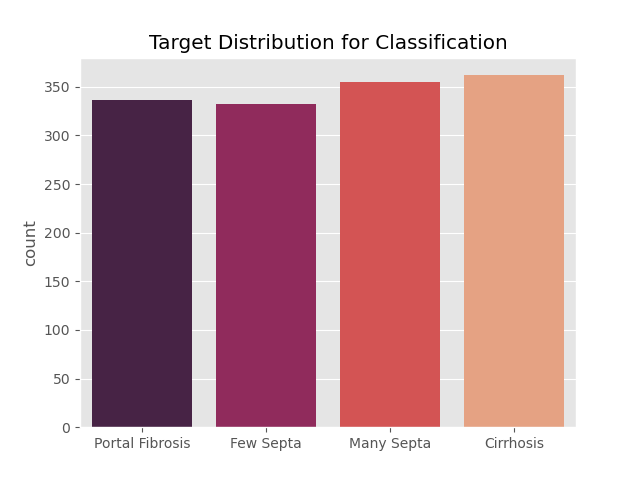 Target Distribution for Classification
count
350
300
250
200
150
100
50
0
Portal Fibrosis
Few Septa
Many Septa
Cirrhosis